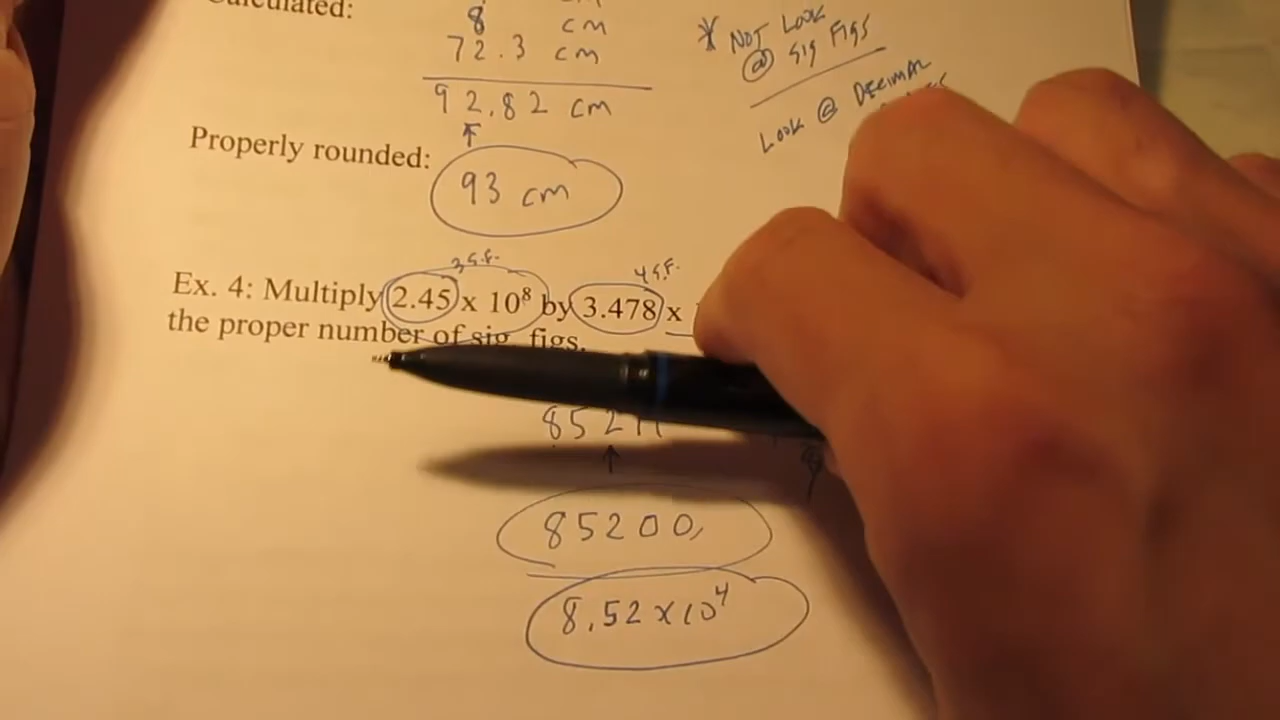 Calculated:
8 cm
72.3 cm
92.82 cm
* NOT LOOK
@ SIG FIGS
LOOK @ DECIMAL
Properly rounded:
93 cm
3 S.F.
4 S.F.
Ex. 4: Multiply 2.45 x 10⁸ by 3.478 x
the proper number of sig. figs.
85211
85200
8.52 x 10⁴